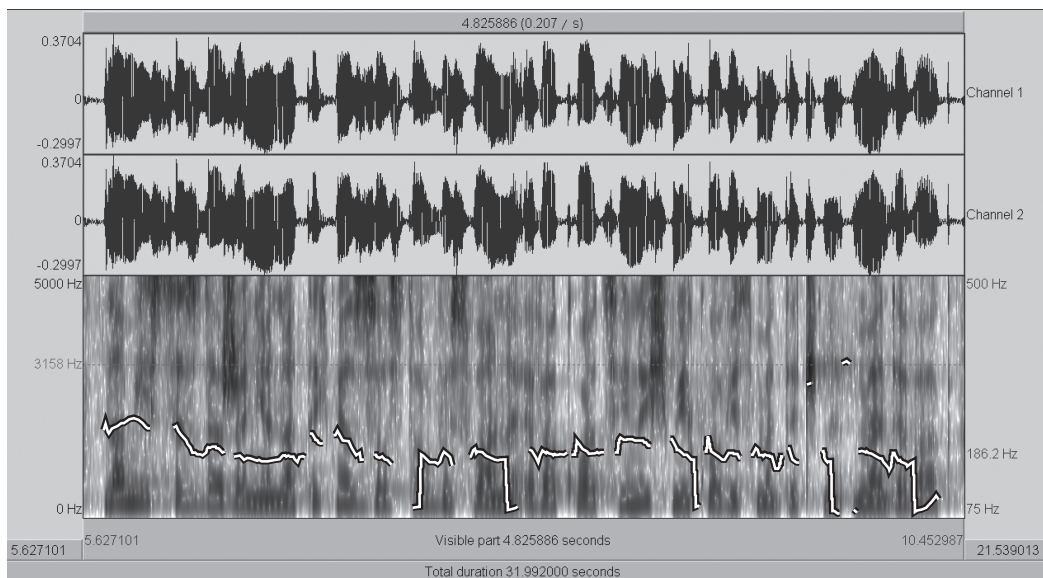 4.825886 (0.207 / s)
0.3704
0
-0.2997
Channel 1
0.3704
0
-0.2997
Channel 2
5000 Hz
500 Hz
3158 Hz
186.2 Hz
0 Hz
75 Hz
5.627101
5.627101
Visible part 4.825886 seconds
10.452987
21.539013
Total duration 31.992000 seconds